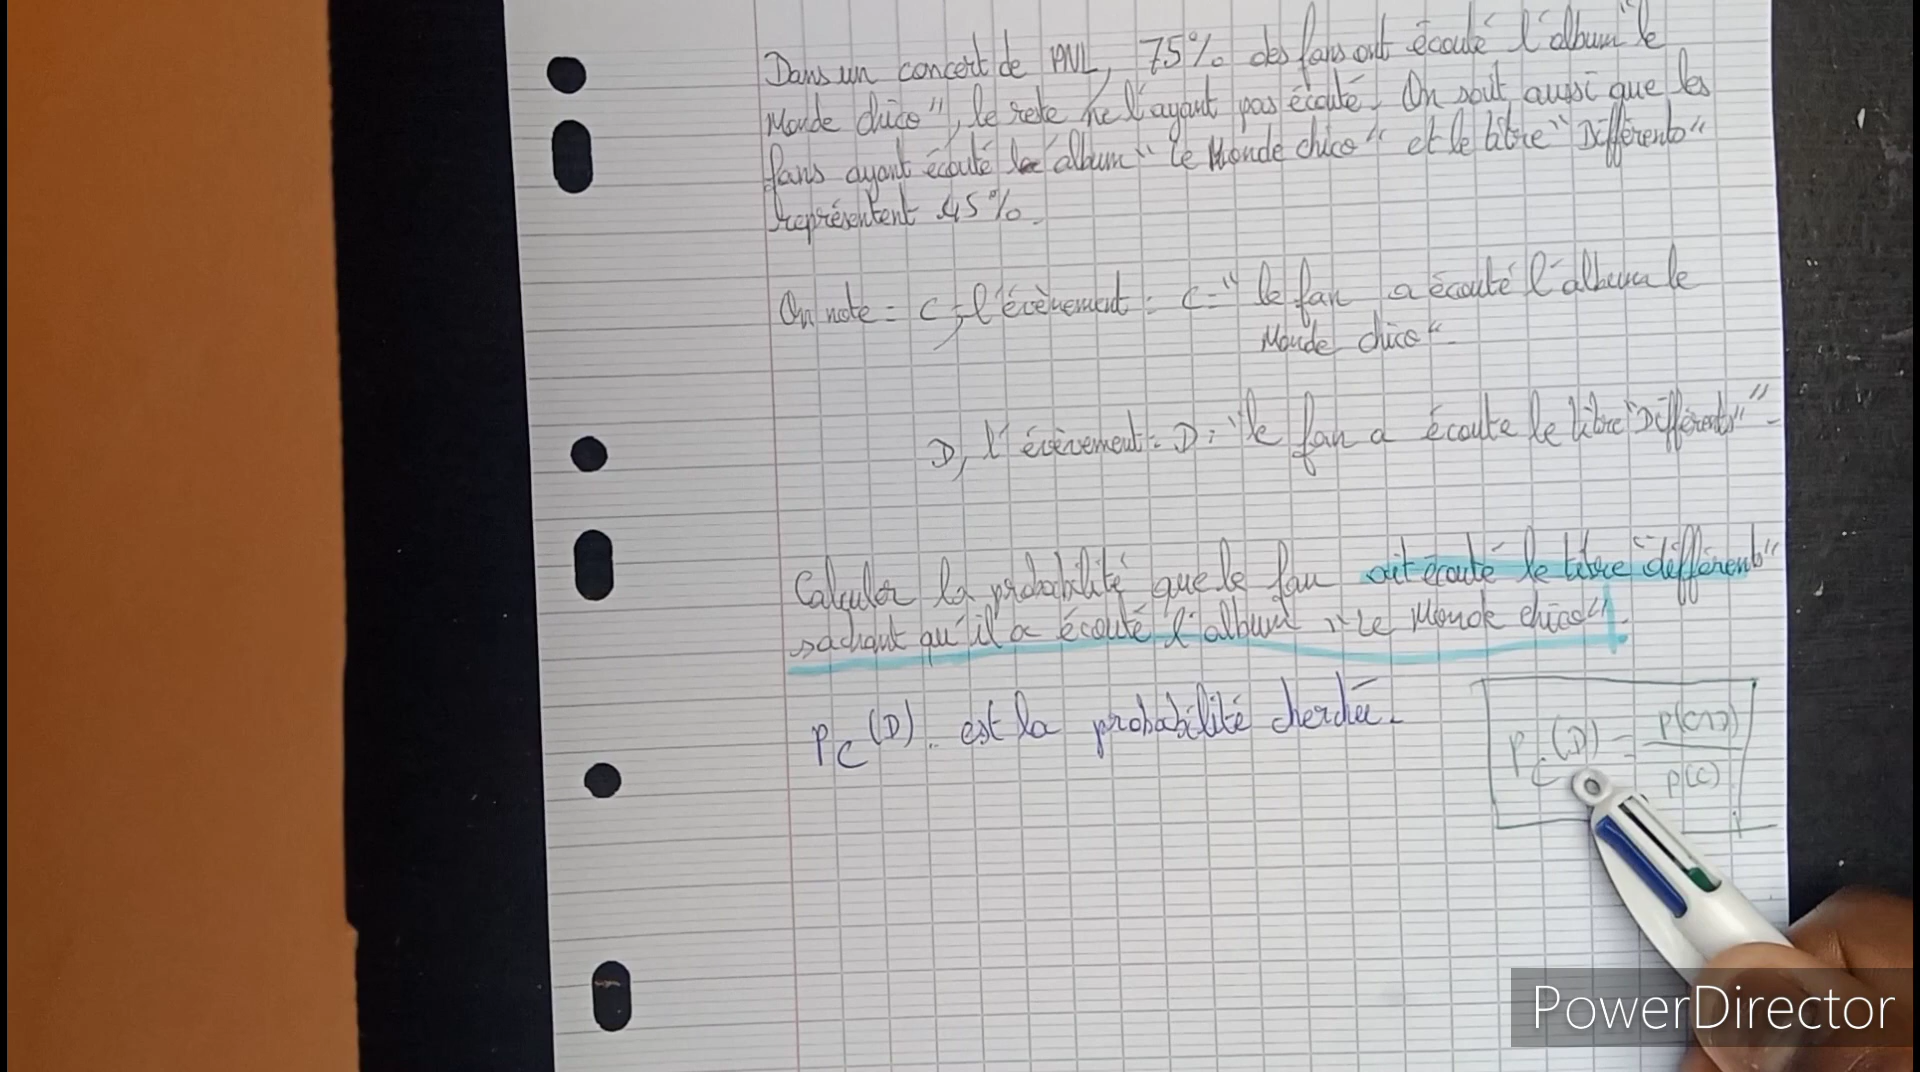 Dans un concert de PNL, 75% des fans ont écouté l'album "le
Monde chico", le reste ne l'ayant pas écouté. On sait aussi que les
fans ayant écouté le album "Le Monde chico" et le titre "Différents"
représentent 45%.
On note : C, l'évènement : C = "le fan a écouté l'album le
Monde chico".
D, l'évènement : D : "le fan a écouté le titre "Différents"".
Calculer la probabilité que le fan ait écouté le titre "différents"
sachant qu'il a écouté l'album "Le Monde chico".
P_C(D). est la probabilité cherchée.
P_C(D) = P(C∩D) / P(C)
PowerDirector